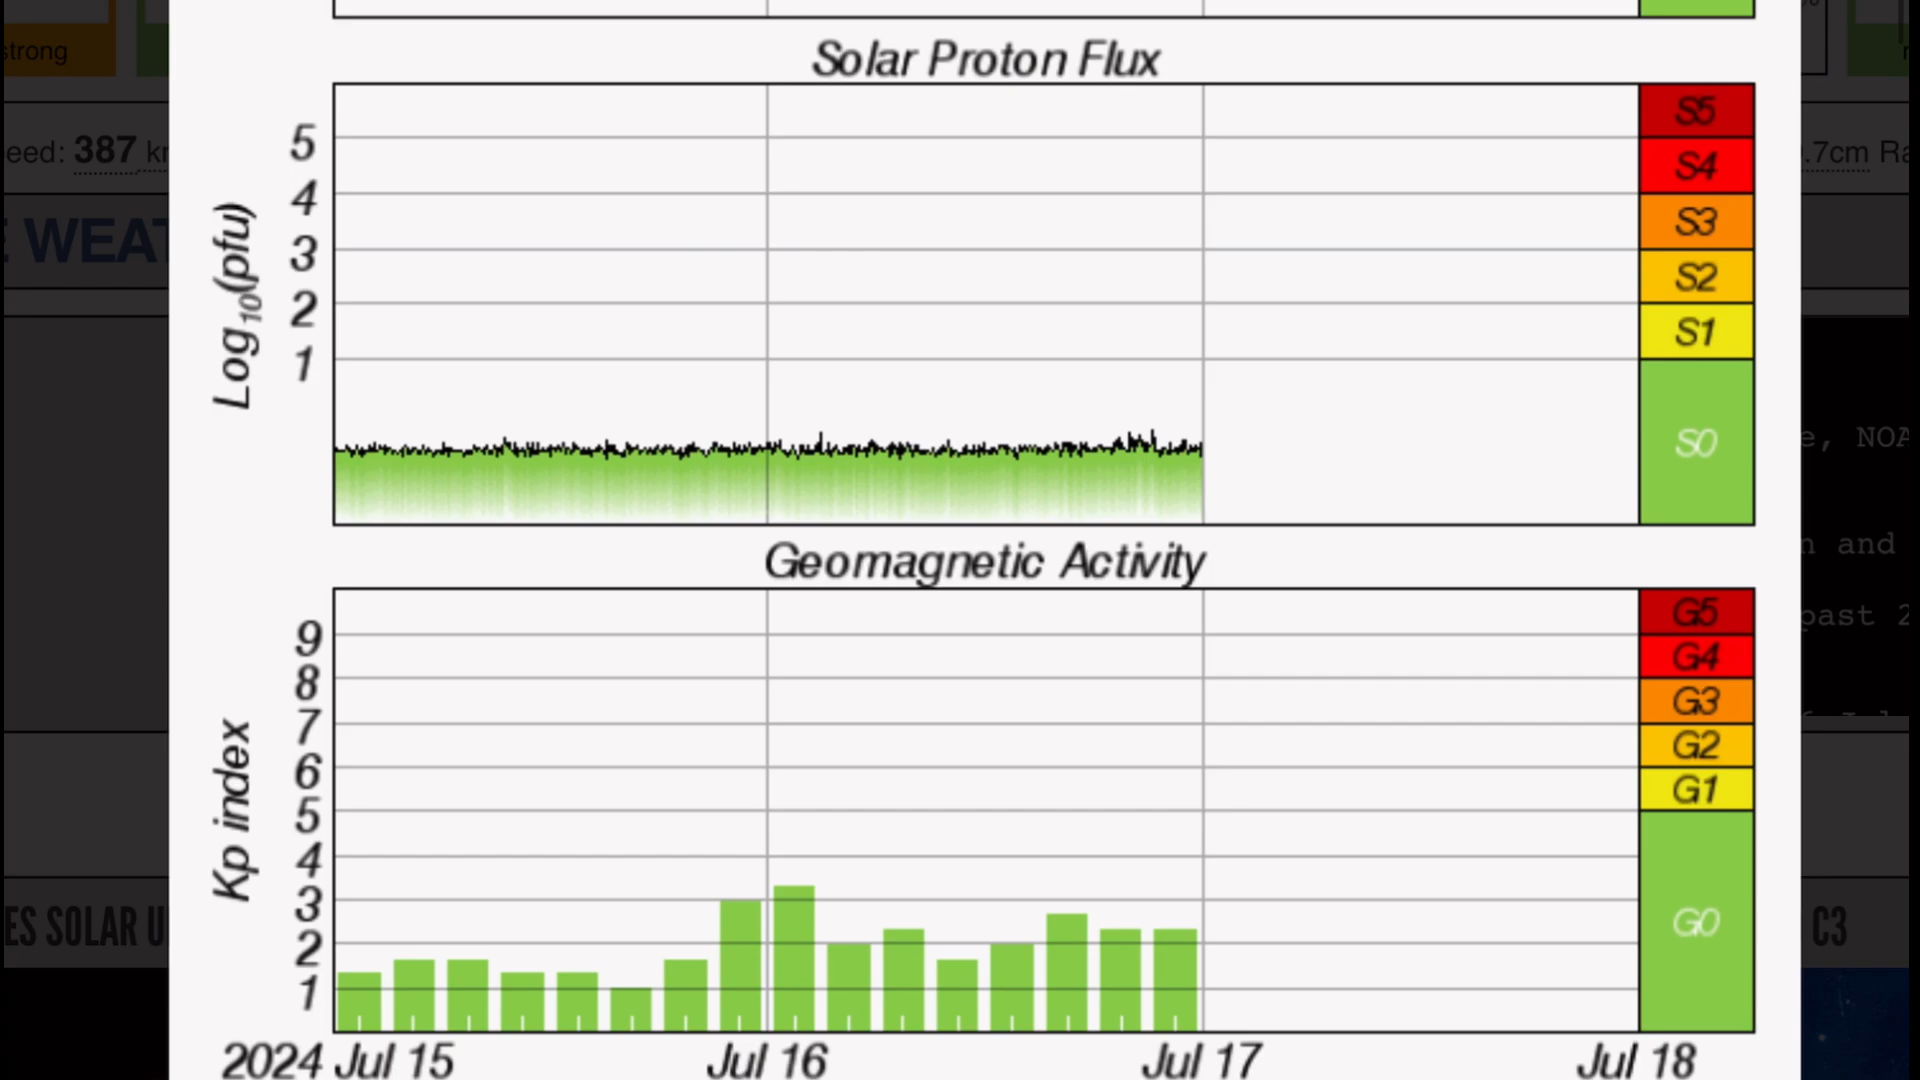 strong
Solar Proton Flux
eed: 387
.7cm
WEAT
Log10(pfu)
5
4
3
2
1
S5
S4
S3
S2
S1
S0
e, NOA
n and
past 2
Geomagnetic Activity
Kp index
9
8
7
6
5
4
3
2
1
G5
G4
G3
G2
G1
G0
ES SOLAR U
C3
2024 Jul 15
Jul 16
Jul 17
Jul 18